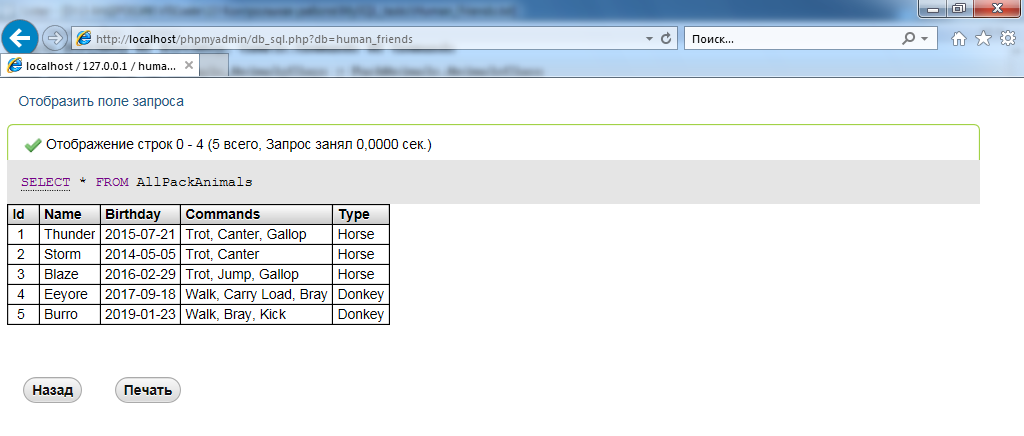 http://localhost/phpmyadmin/db_sql.php?db=human_friends
Поиск...
localhost / 127.0.0.1 / huma...
Отобразить поле запроса
Отображение строк 0 - 4 (5 всего, Запрос занял 0,0000 сек.)
SELECT * FROM AllPackAnimals
Id Name Birthday Commands Type
1 Thunder 2015-07-21 Trot, Canter, Gallop Horse
2 Storm 2014-05-05 Trot, Canter Horse
3 Blaze 2016-02-29 Trot, Jump, Gallop Horse
4 Eeyore 2017-09-18 Walk, Carry Load, Bray Donkey
5 Burro 2019-01-23 Walk, Bray, Kick Donkey
Назад Печать